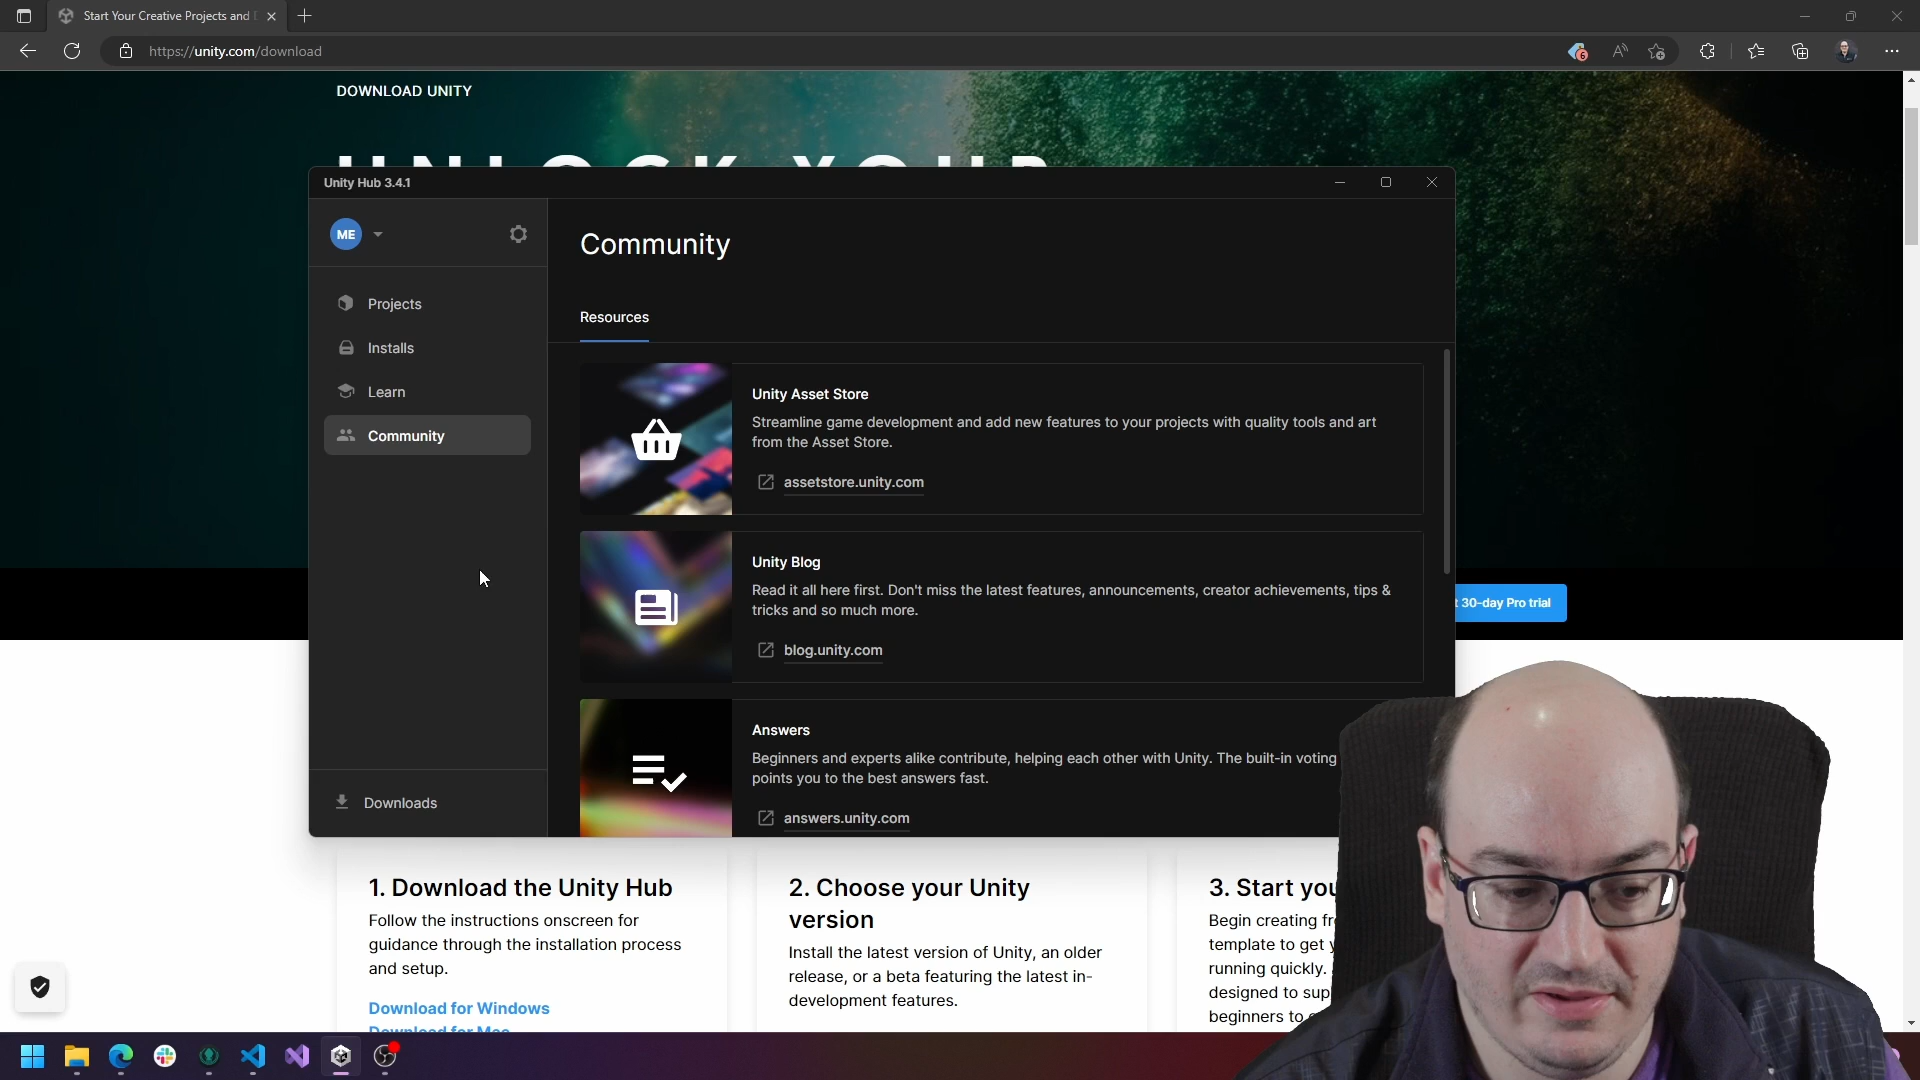 Start Your Creative Projects and
https://unity.com/download
6
DOWNLOAD UNITY
UNLOCK YOUR
Unity Hub 3.4.1
ME
Community
Projects
Installs
Learn
Community
Resources
Unity Asset Store
Streamline game development and add new features to your projects with quality tools and art
from the Asset Store.
assetstore.unity.com
Unity Blog
Read it all here first. Don't miss the latest features, announcements, creator achievements, tips &
tricks and so much more.
blog.unity.com
30-day Pro trial
Answers
Beginners and experts alike contribute, helping each other with Unity. The built-in voting
points you to the best answers fast.
answers.unity.com
Downloads
1. Download the Unity Hub
Follow the instructions onscreen for
guidance through the installation process
and setup.
Download for Windows
Download for Mac
2. Choose your Unity
version
Install the latest version of Unity, an older
release, or a beta featuring the latest in-
development features.
3. Start
Begin creating
template to get
running quickly.
designed to
beginners to